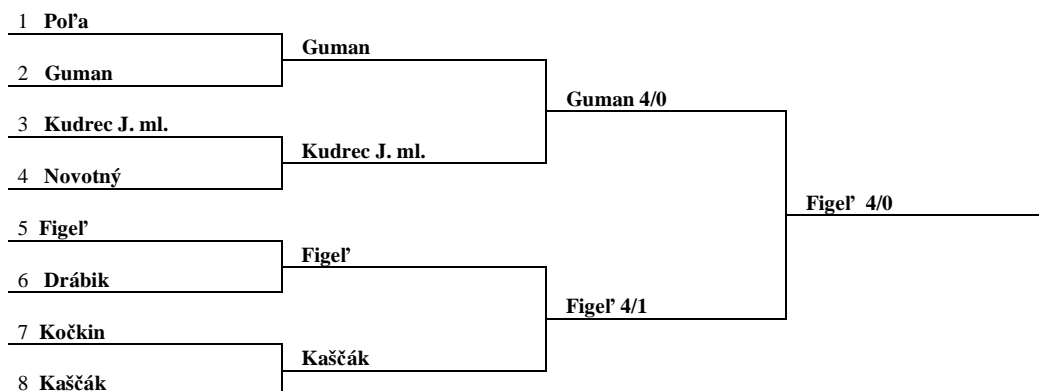 1 Poľa
Guman
2 Guman
Guman 4/0
3 Kudrec J. ml.
Kudrec J. ml.
4 Novotný
Figeľ 4/0
5 Figeľ
Figeľ
6 Drábik
Figeľ 4/1
7 Kočkin
Kaščák
8 Kaščák